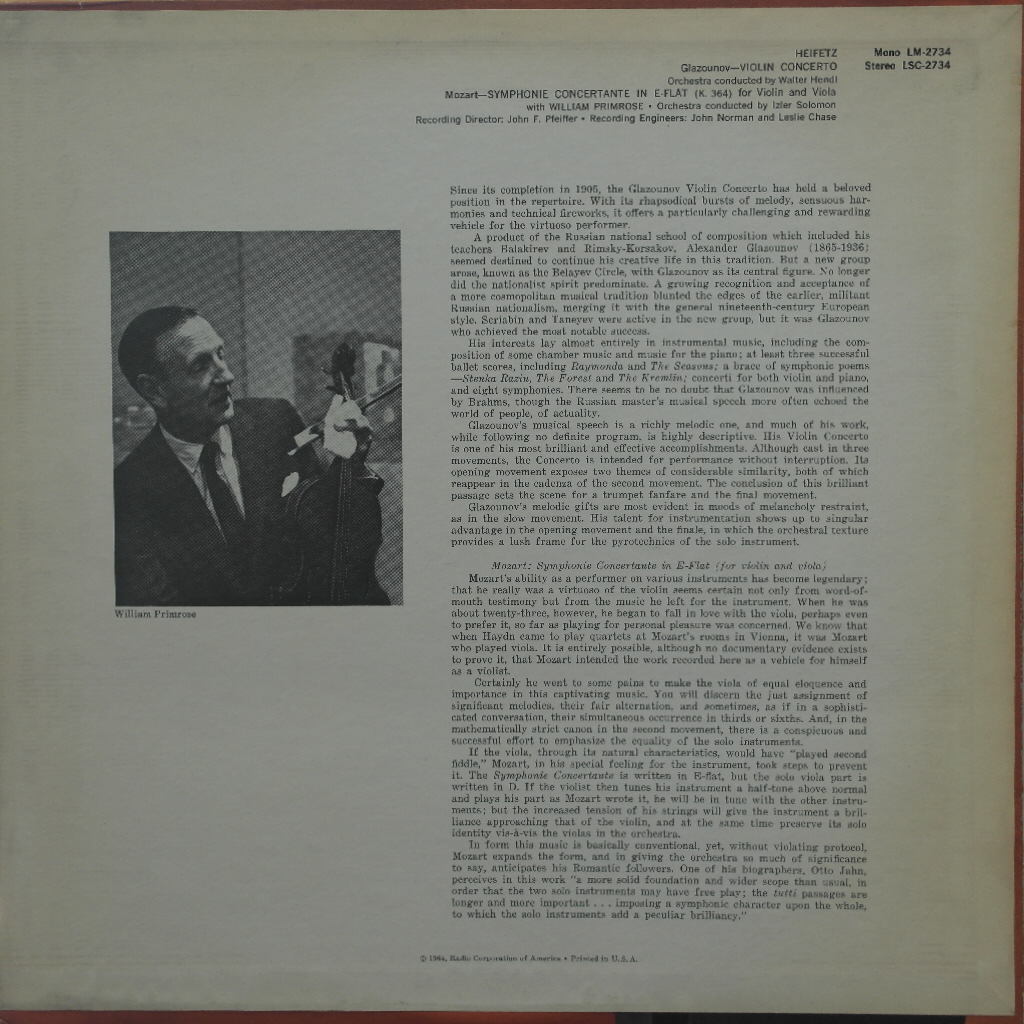 HEIFETZ
Mono LM-2734
Glazounov—VIOLIN CONCERTO
Stereo LSC-2734
Orchestra conducted by Walter Hendl
Mozart—SYMPHONIE CONCERTANTE IN E-FLAT (K. 364) for Violin and Viola
with WILLIAM PRIMROSE • Orchestra conducted by Izler Solomon
Recording Director: John F. Pfeiffer • Recording Engineers: John Norman and Leslie Chase
Since its completion in 1905, the Glazounov Violin Concerto has held a beloved
position in the repertoire. With its rhapsodical bursts of melody, sensuous har-
monies and technical fireworks, it offers a particularly challenging and rewarding
vehicle for the virtuoso performer.
A product of the Russian national school of composition which included his
teachers Balakirev and Rimsky-Korsakov, Alexander Glazounov (1865-1936)
seemed destined to continue his creative life in this tradition. But a new group
arose, known as the Belayev Circle, with Glazounov as its central figure. No longer
did the nationalist spirit predominate. A growing recognition and acceptance of
a more cosmopolitan musical tradition blunted the edges of the earlier, militant
Russian nationalism, merging it with the general nineteenth-century European
style. Scriabin and Taneyev were active in the new group, but it was Glazounov
who achieved the most notable success.
His interests lay almost entirely in instrumental music, including the com-
position of some chamber music and music for the piano; at least three successful
ballet scores, including Raymonda and The Seasons; a brace of symphonic poems
—Stenka Razin, The Forest and The Kremlin; concerti for both violin and piano,
and eight symphonies. There seems to be no doubt that Glazounov was influenced
by Brahms, though the Russian master's musical speech more often echoed the
world of people, of actuality.
Glazounov's musical speech is a richly melodic one, and much of his work,
while following no definite program, is highly descriptive. His Violin Concerto
is one of his most brilliant and effective accomplishments. Although cast in three
movements, the Concerto is intended for performance without interruption. Its
opening movement exposes two themes of considerable similarity, both of which
reappear in the cadenza of the second movement. The conclusion of this brilliant
passage sets the scene for a trumpet fanfare and the final movement.
Glazounov's melodic gifts are most evident in moods of melancholy restraint,
as in the slow movement. His talent for instrumentation shows up to singular
advantage in the opening movement and the finale, in which the orchestral texture
provides a lush frame for the pyrotechnics of the solo instrument.
Mozart: Symphonie Concertante in E-Flat (for violin and viola)
Mozart's ability as a performer on various instruments has become legendary;
that he really was a virtuoso of the violin seems certain not only from word-of-
mouth testimony but from the music he left for the instrument. When he was
about twenty-three, however, he began to fall in love with the viola, perhaps even
to prefer it, so far as playing for personal pleasure was concerned. We know that
when Haydn came to play quartets at Mozart's rooms in Vienna, it was Mozart
who played viola. It is entirely possible, although no documentary evidence exists
to prove it, that Mozart intended the work recorded here as a vehicle for himself
as a violist.
Certainly he went to some pains to make the viola of equal eloquence and
importance in this captivating music. You will discern the just assignment of
significant melodies, their fair alternation, and sometimes, as if in a sophisti-
cated conversation, their simultaneous occurrence in thirds or sixths. And, in the
mathematically strict canon in the second movement, there is a conspicuous and
successful effort to emphasize the equality of the solo instruments.
If the viola, through its natural characteristics, would have "played second
fiddle," Mozart, in his special feeling for the instrument, took steps to prevent
it. The Symphonie Concertante is written in E-flat, but the solo viola part is
written in D. If the violist then tunes his instrument a half-tone above normal
and plays his part as Mozart wrote it, he will be in tune with the other instru-
ments; but the increased tension of his strings will give the instrument a bril-
liance approaching that of the violin, and at the same time preserve its solo
identity vis-à-vis the violas in the orchestra.
In form this music is basically conventional, yet, without violating protocol,
Mozart expands the form, and in giving the orchestra so much of significance
to say, anticipates his Romantic followers. One of his biographers, Otto Jahn,
perceives in this work "a more solid foundation and wider scope than usual, in
order that the two solo instruments may have free play; the tutti passages are
longer and more important . . . imposing a symphonic character upon the whole,
to which the solo instruments add a peculiar brilliancy."
William Primrose
© 1964, Radio Corporation of America • Printed in U.S.A.